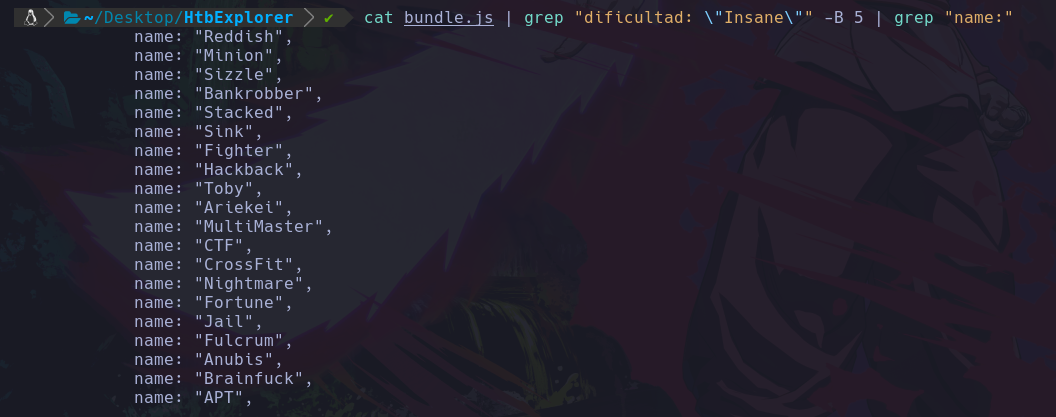 ~/Desktop/HtbExplorer ✔ cat bundle.js | grep "dificultad: \"Insane\"" -B 5 | grep "name:"
name: "Reddish",
name: "Minion",
name: "Sizzle",
name: "Bankrobber",
name: "Stacked",
name: "Sink",
name: "Fighter",
name: "Hackback",
name: "Toby",
name: "Ariekei",
name: "MultiMaster",
name: "CTF",
name: "CrossFit",
name: "Nightmare",
name: "Fortune",
name: "Jail",
name: "Fulcrum",
name: "Anubis",
name: "Brainfuck",
name: "APT",